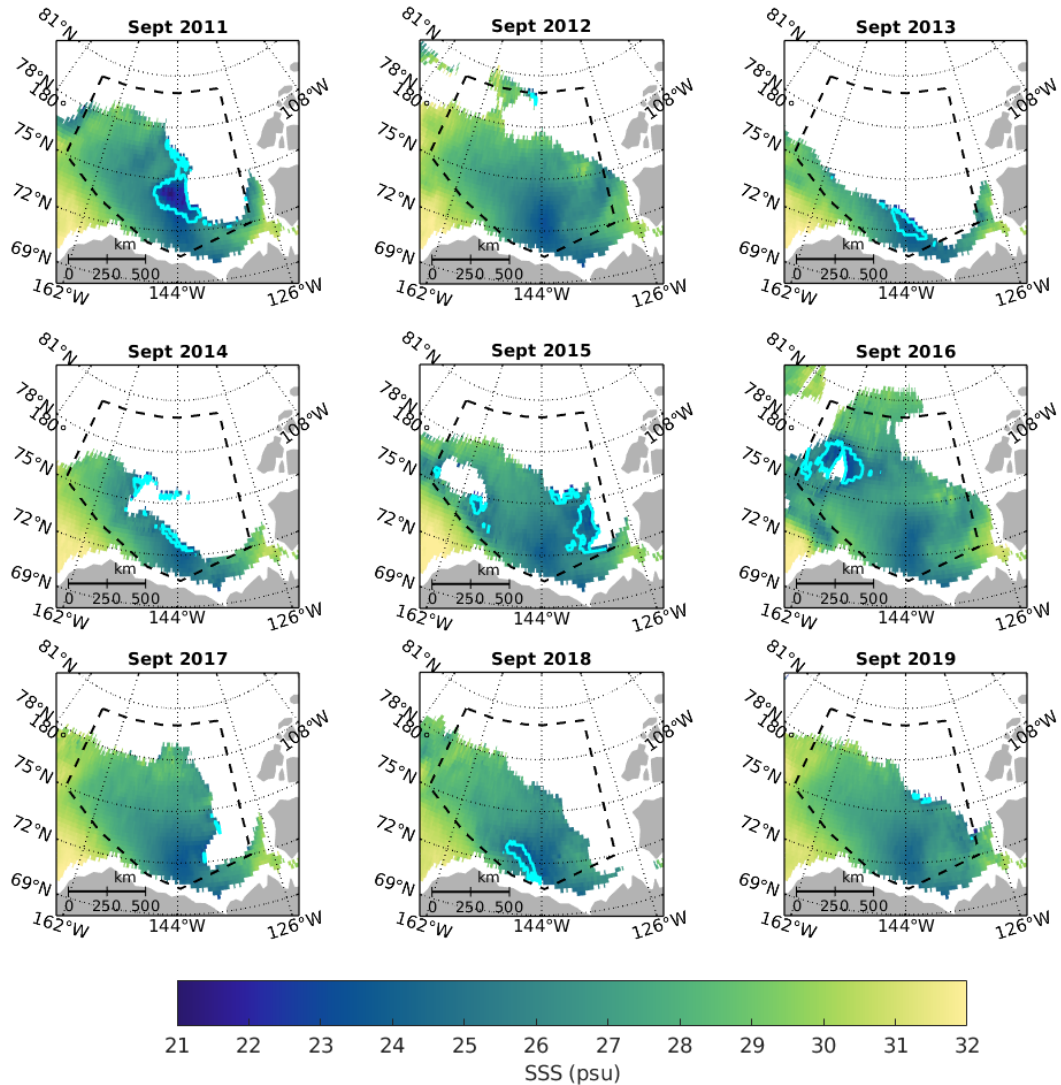 Sept 2011
81°N
78°N
180°
75°N
72°N
69°N
162°W
144°W
126°W
108°W
km
0 250 500
Sept 2012
81°N
78°N
180°
75°N
72°N
69°N
162°W
144°W
126°W
108°W
km
0 250 500
Sept 2013
81°N
78°N
180°
75°N
72°N
69°N
162°W
144°W
126°W
108°W
km
0 250 500
Sept 2014
81°N
78°N
180°
75°N
72°N
69°N
162°W
144°W
126°W
108°W
km
0 250 500
Sept 2015
81°N
78°N
180°
75°N
72°N
69°N
162°W
144°W
126°W
108°W
km
0 250 500
Sept 2016
81°N
78°N
180°
75°N
72°N
69°N
162°W
144°W
126°W
108°W
km
0 250 500
Sept 2017
81°N
78°N
180°
75°N
72°N
69°N
162°W
144°W
126°W
108°W
km
0 250 500
Sept 2018
81°N
78°N
180°
75°N
72°N
69°N
162°W
144°W
126°W
108°W
km
0 250 500
Sept 2019
81°N
78°N
180°
75°N
72°N
69°N
162°W
144°W
126°W
108°W
km
0 250 500
21 22 23 24 25 26 27 28 29 30 31 32
SSS (psu)